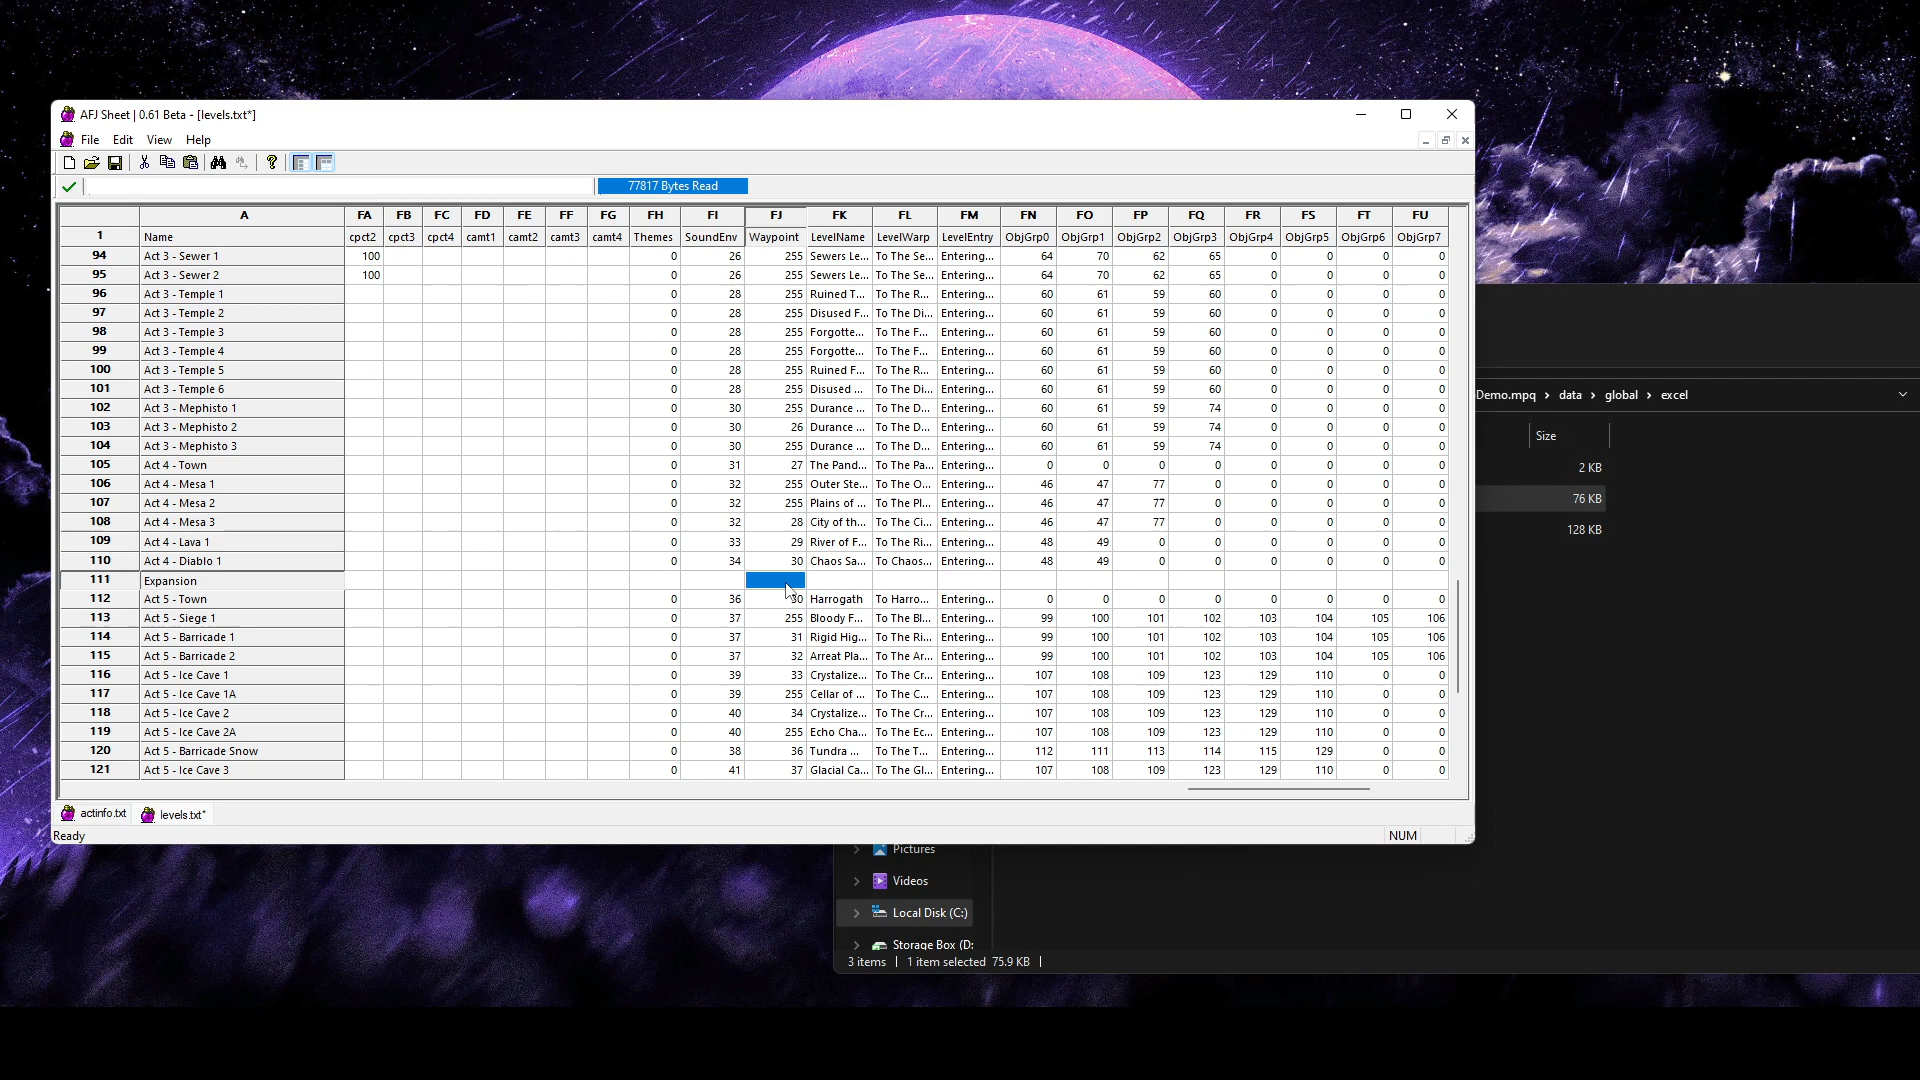 AFJ Sheet | 0.61 Beta - [levels.txt*]
File Edit View Help
77817 Bytes Read
A FA FB FC FD FE FF FG FH FI FJ FK FL FM FN FO FP FQ FR FS FT FU
1 Name cpct2 cpct3 cpct4 camt1 camt2 camt3 camt4 Themes SoundEnv Waypoint LevelName LevelWarp LevelEntry ObjGrp0 ObjGrp1 ObjGrp2 ObjGrp3 ObjGrp4 ObjGrp5 ObjGrp6 ObjGrp7
94 Act 3 - Sewer 1 100 0 26 255 Sewers Le... To The Se... Entering... 64 70 62 65 0 0 0 0
95 Act 3 - Sewer 2 100 0 26 255 Sewers Le... To The Se... Entering... 64 70 62 65 0 0 0 0
96 Act 3 - Temple 1 0 28 255 Ruined T... To The R... Entering... 60 61 59 60 0 0 0 0
97 Act 3 - Temple 2 0 28 255 Disused F... To The Di... Entering... 60 61 59 60 0 0 0 0
98 Act 3 - Temple 3 0 28 255 Forgotte... To The F... Entering... 60 61 59 60 0 0 0 0
99 Act 3 - Temple 4 0 28 255 Forgotte... To The F... Entering... 60 61 59 60 0 0 0 0
100 Act 3 - Temple 5 0 28 255 Ruined F... To The R... Entering... 60 61 59 60 0 0 0 0
101 Act 3 - Temple 6 0 28 255 Disused ... To The Di... Entering... 60 61 59 60 0 0 0 0
102 Act 3 - Mephisto 1 0 30 255 Durance ... To The D... Entering... 60 61 59 74 0 0 0 0
103 Act 3 - Mephisto 2 0 30 26 Durance ... To The D... Entering... 60 61 59 74 0 0 0 0
104 Act 3 - Mephisto 3 0 30 255 Durance ... To The D... Entering... 60 61 59 74 0 0 0 0
105 Act 4 - Town 0 31 27 The Pand... To The Pa... Entering... 0 0 0 0 0 0 0 0
106 Act 4 - Mesa 1 0 32 255 Outer Ste... To The O... Entering... 46 47 77 0 0 0 0 0
107 Act 4 - Mesa 2 0 32 255 Plains of ... To The Pl... Entering... 46 47 77 0 0 0 0 0
108 Act 4 - Mesa 3 0 32 28 City of th... To The Ci... Entering... 46 47 77 0 0 0 0 0
109 Act 4 - Lava 1 0 33 29 River of F... To The Ri... Entering... 48 49 0 0 0 0 0 0
110 Act 4 - Diablo 1 0 34 30 Chaos Sa... To Chaos... Entering... 48 49 0 0 0 0 0 0
111 Expansion
112 Act 5 - Town 0 36 30 Harrogath To Harro... Entering... 0 0 0 0 0 0 0 0
113 Act 5 - Siege 1 0 37 255 Bloody F... To The Bl... Entering... 99 100 101 102 103 104 105 106
114 Act 5 - Barricade 1 0 37 31 Rigid Hig... To The Ri... Entering... 99 100 101 102 103 104 105 106
115 Act 5 - Barricade 2 0 37 32 Arreat Pla... To The Ar... Entering... 99 100 101 102 103 104 105 106
116 Act 5 - Ice Cave 1 0 39 33 Crystalize... To The Cr... Entering... 107 108 109 123 129 110 0 0
117 Act 5 - Ice Cave 1A 0 39 255 Cellar of ... To The C... Entering... 107 108 109 123 129 110 0 0
118 Act 5 - Ice Cave 2 0 40 34 Crystalize... To The Cr... Entering... 107 108 109 123 129 110 0 0
119 Act 5 - Ice Cave 2A 0 40 255 Echo Cha... To The Ec... Entering... 107 108 109 123 129 110 0 0
120 Act 5 - Barricade Snow 0 38 36 Tundra ... To The T... Entering... 112 111 113 114 115 129 0 0
121 Act 5 - Ice Cave 3 0 41 37 Glacial Ca... To The Gl... Entering... 107 108 109 123 129 110 0 0
actinfo.txt levels.txt*
Ready NUM
Demo.mpq > data > global > excel
Size
2 KB
76 KB
128 KB
Pictures
Videos
Local Disk (C:)
Storage Box (D:
3 items | 1 item selected 75.9 KB |